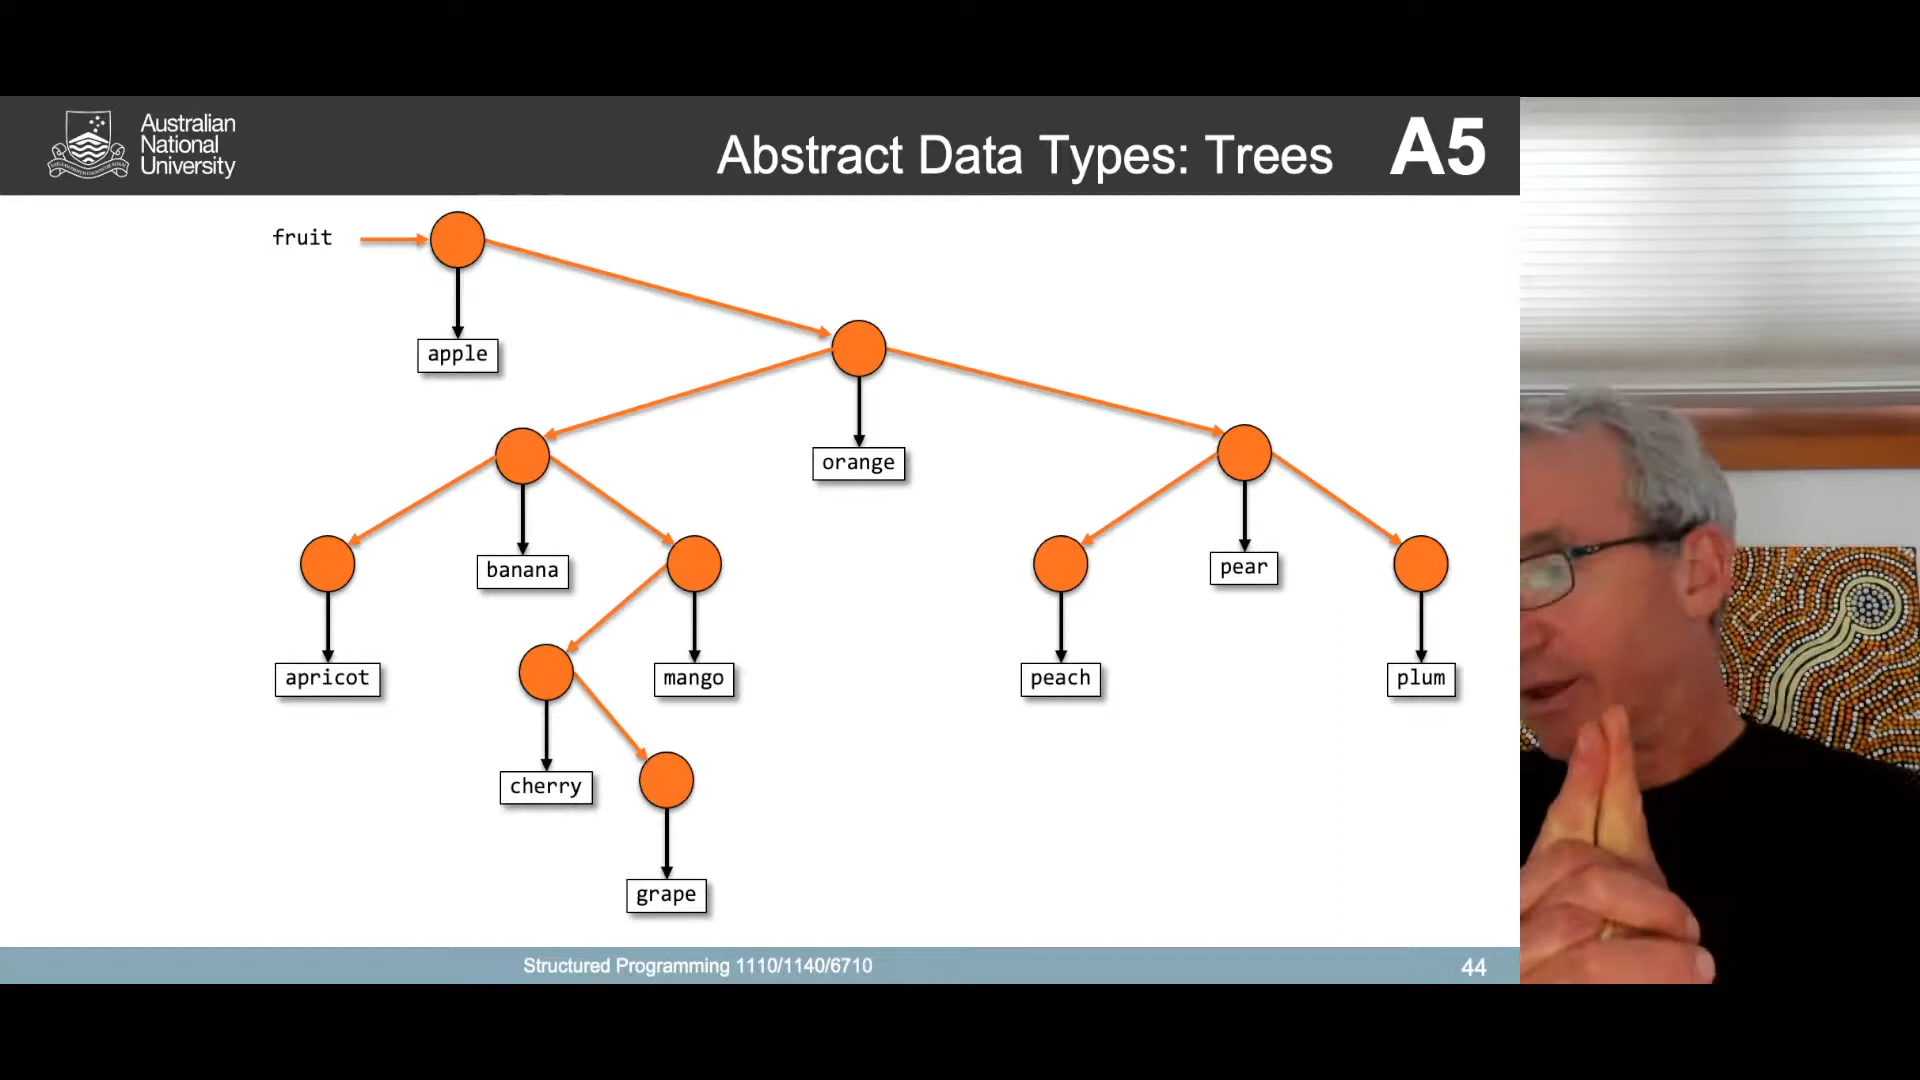 Australian
National
University
Abstract Data Types: Trees
A5
fruit
apple
orange
banana
pear
apricot
mango
peach
plum
cherry
grape
Structured Programming 1110/1140/6710
44